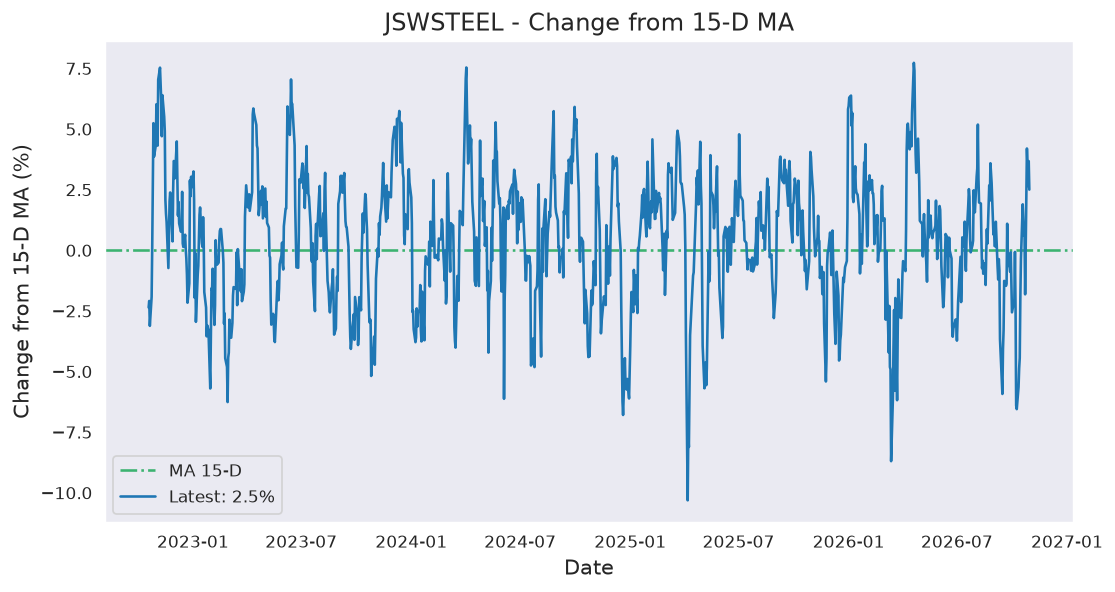 JSWSTEEL - Change from 15-D MA
Change from 15-D MA (%)
7.5
5.0
2.5
0.0
−2.5
−5.0
−7.5
−10.0
MA 15-D
Latest: 2.5%
2023-01 2023-07 2024-01 2024-07 2025-01 2025-07 2026-01 2026-07 2027-01
Date